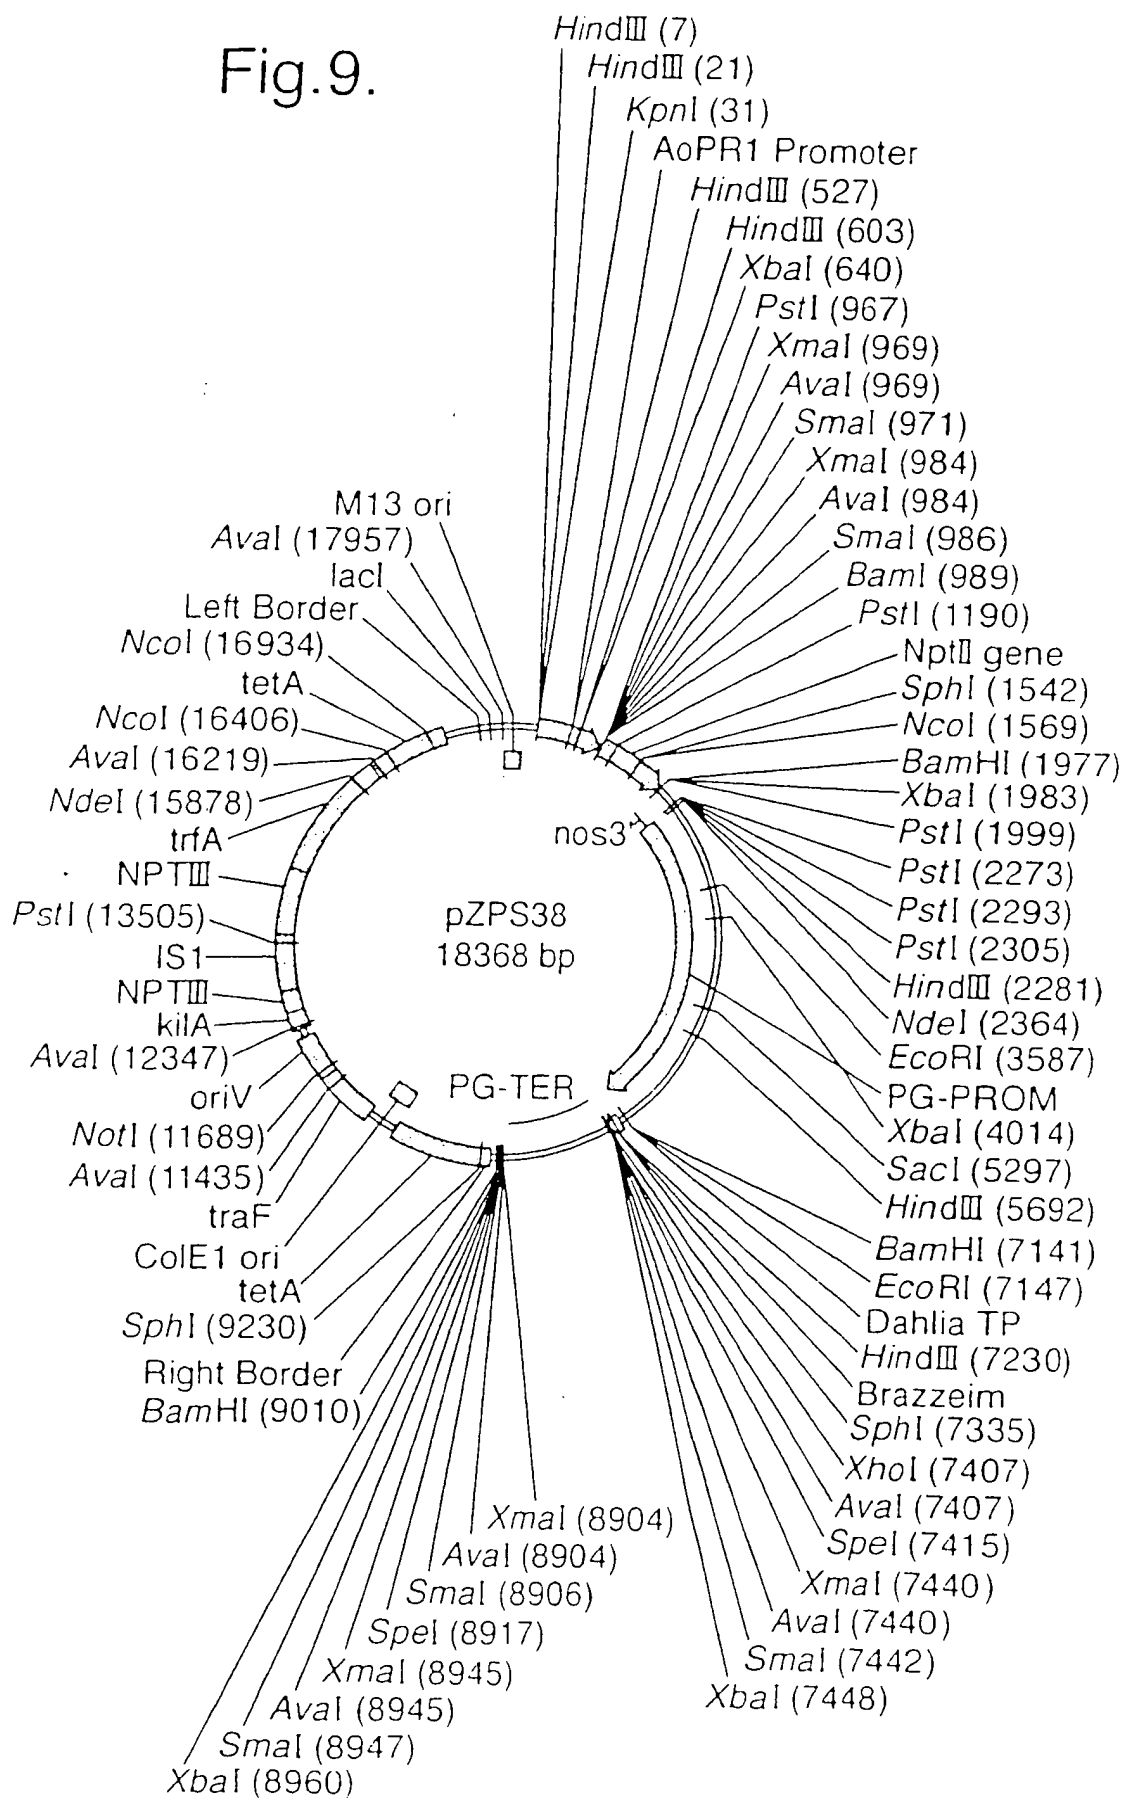 Fig.9.
HindIII (7)
HindIII (21)
KpnI (31)
AoPR1 Promoter
HindIII (527)
HindIII (603)
XbaI (640)
PstI (967)
XmaI (969)
AvaI (969)
SmaI (971)
XmaI (984)
AvaI (984)
SmaI (986)
BamI (989)
PstI (1190)
NptII gene
SphI (1542)
NcoI (1569)
BamHI (1977)
XbaI (1983)
PstI (1999)
PstI (2273)
PstI (2293)
PstI (2305)
HindIII (2281)
NdeI (2364)
EcoRI (3587)
PG-PROM
XbaI (4014)
SacI (5297)
HindIII (5692)
BamHI (7141)
EcoRI (7147)
Dahlia TP
HindIII (7230)
Brazzeim
SphI (7335)
XhoI (7407)
AvaI (7407)
SpeI (7415)
XmaI (7440)
AvaI (7440)
SmaI (7442)
XbaI (7448)
XmaI (8904)
AvaI (8904)
SmaI (8906)
SpeI (8917)
XmaI (8945)
AvaI (8945)
SmaI (8947)
XbaI (8960)
BamHI (9010)
Right Border
SphI (9230)
tetA
ColE1 ori
traF
AvaI (11435)
NotI (11689)
oriV
AvaI (12347)
kilA
NPTIII
IS1
PstI (13505)
NPTIII
trfA
NdeI (15878)
AvaI (16219)
NcoI (16406)
tetA
NcoI (16934)
Left Border
lacI
AvaI (17957)
M13 ori
nos3'
pZPS38
18368 bp
PG-TER